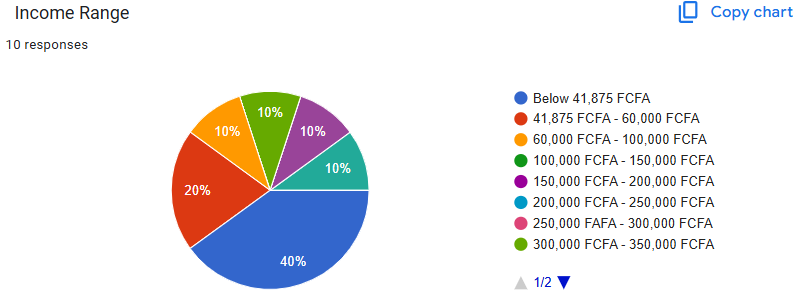 Income Range
Copy chart
10 responses
10%
10%
10%
10%
20%
40%
Below 41,875 FCFA
41,875 FCFA - 60,000 FCFA
60,000 FCFA - 100,000 FCFA
100,000 FCFA - 150,000 FCFA
150,000 FCFA - 200,000 FCFA
200,000 FCFA - 250,000 FCFA
250,000 FAFA - 300,000 FCFA
300,000 FCFA - 350,000 FCFA
1/2